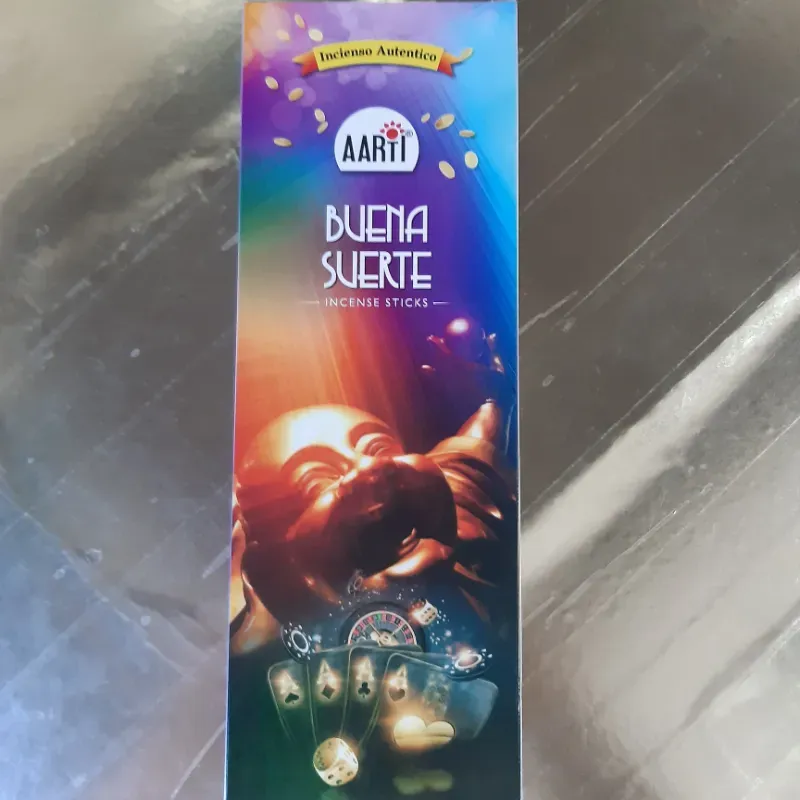 Incienso Autentico
AARTI®
BUENA
SUERTE
INCENSE STICKS
A A A A